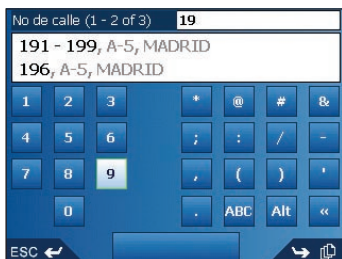 No de calle (1 - 2 of 3) 19
191 - 199, A-5, MADRID
196, A-5, MADRID
1 2 3 * @ # &
4 5 6 ; : / -
7 8 9 , ( ) '
0 . ABC Alt «
ESC